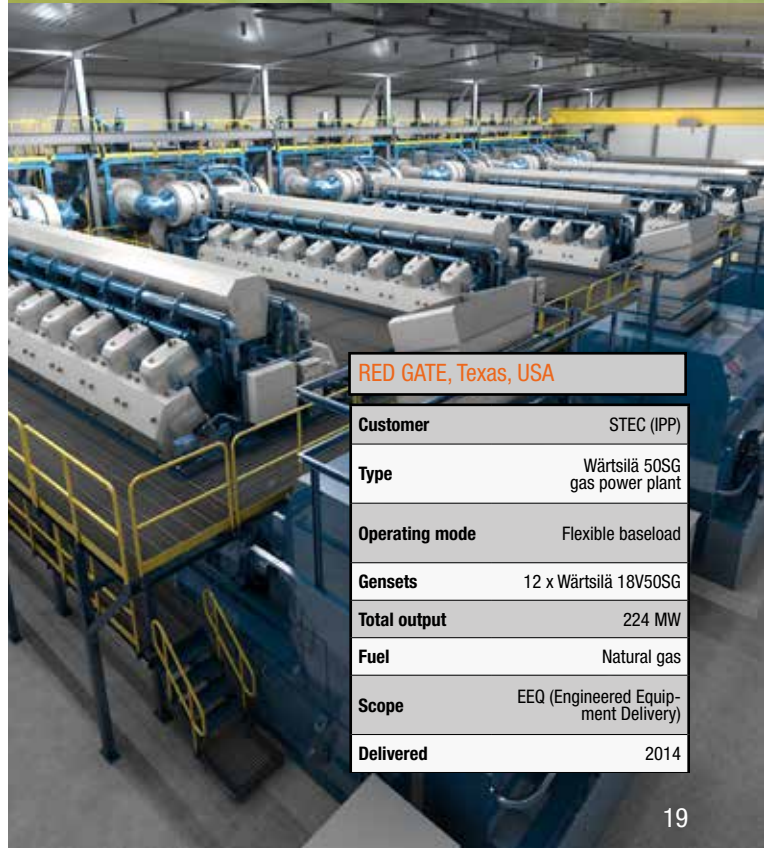 RED GATE, Texas, USA
Customer STEC (IPP)
Type Wärtsilä 50SG
gas power plant
Operating mode Flexible baseload
Gensets 12 x Wärtsilä 18V50SG
Total output 224 MW
Fuel Natural gas
Scope EEQ (Engineered Equip-
ment Delivery)
Delivered 2014
19